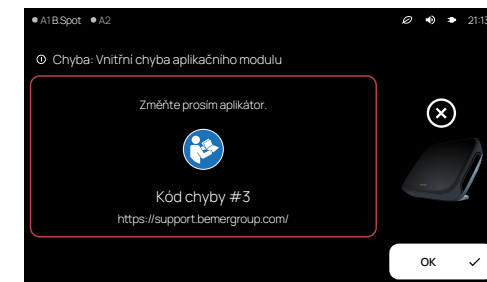 A1 B.Spot A2 21:13
Chyba: Vnitřní chyba aplikačního modulu
Změňte prosím aplikátor.
Kód chyby #3
https://support.bemergroup.com/
OK